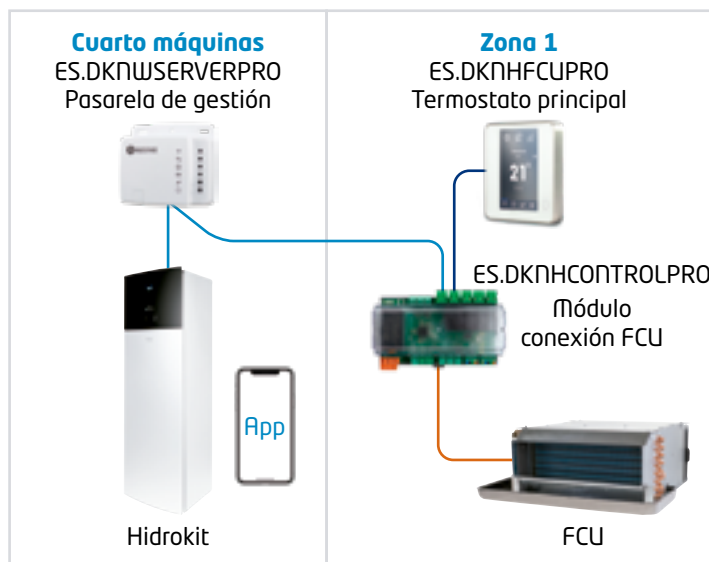 Cuarto máquinas
ES.DKNWSERVERPRO
Pasarela de gestión
App
Hidrokit
Zona 1
ES.DKNHFCUPRO
Termostato principal
21
ES.DKNHCONTROLPRO
Módulo
conexión FCU
FCU